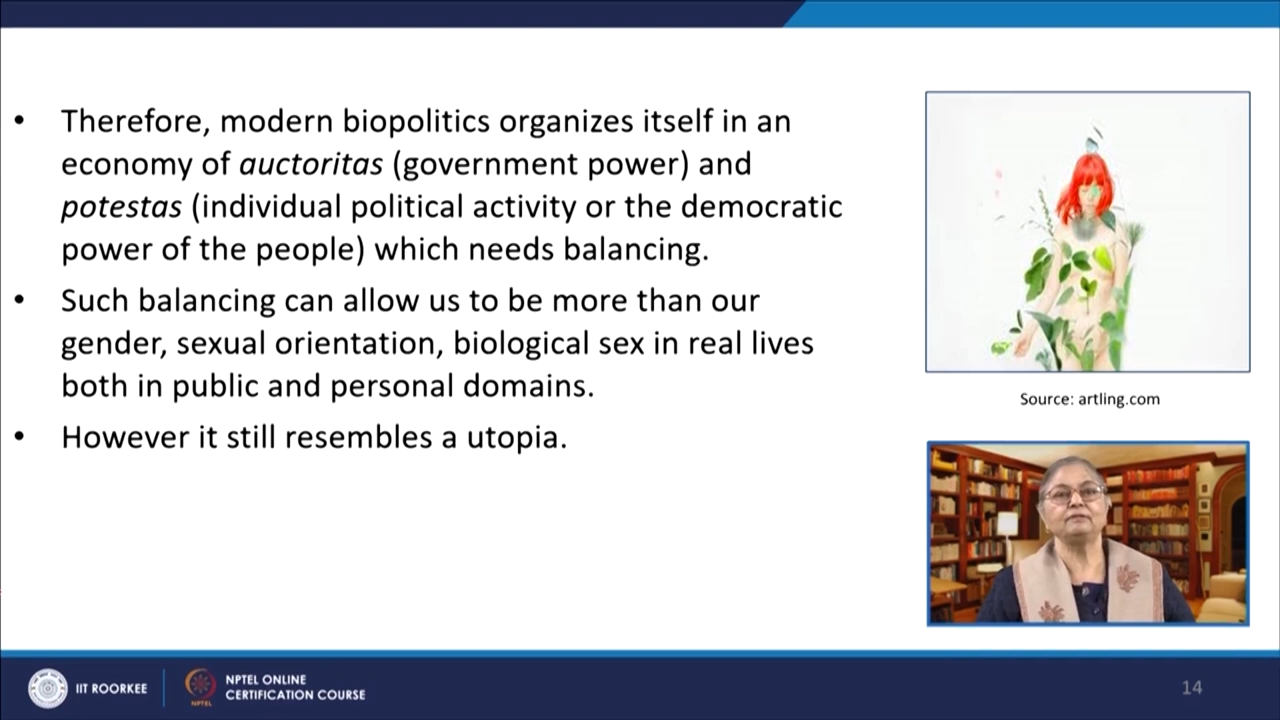 • Therefore, modern biopolitics organizes itself in an
economy of auctoritas (government power) and
potestas (individual political activity or the democratic
power of the people) which needs balancing.
• Such balancing can allow us to be more than our
gender, sexual orientation, biological sex in real lives
both in public and personal domains.
• However it still resembles a utopia.
Source: artling.com
IIT ROORKEE
NPTEL
NPTEL ONLINE
CERTIFICATION COURSE
14